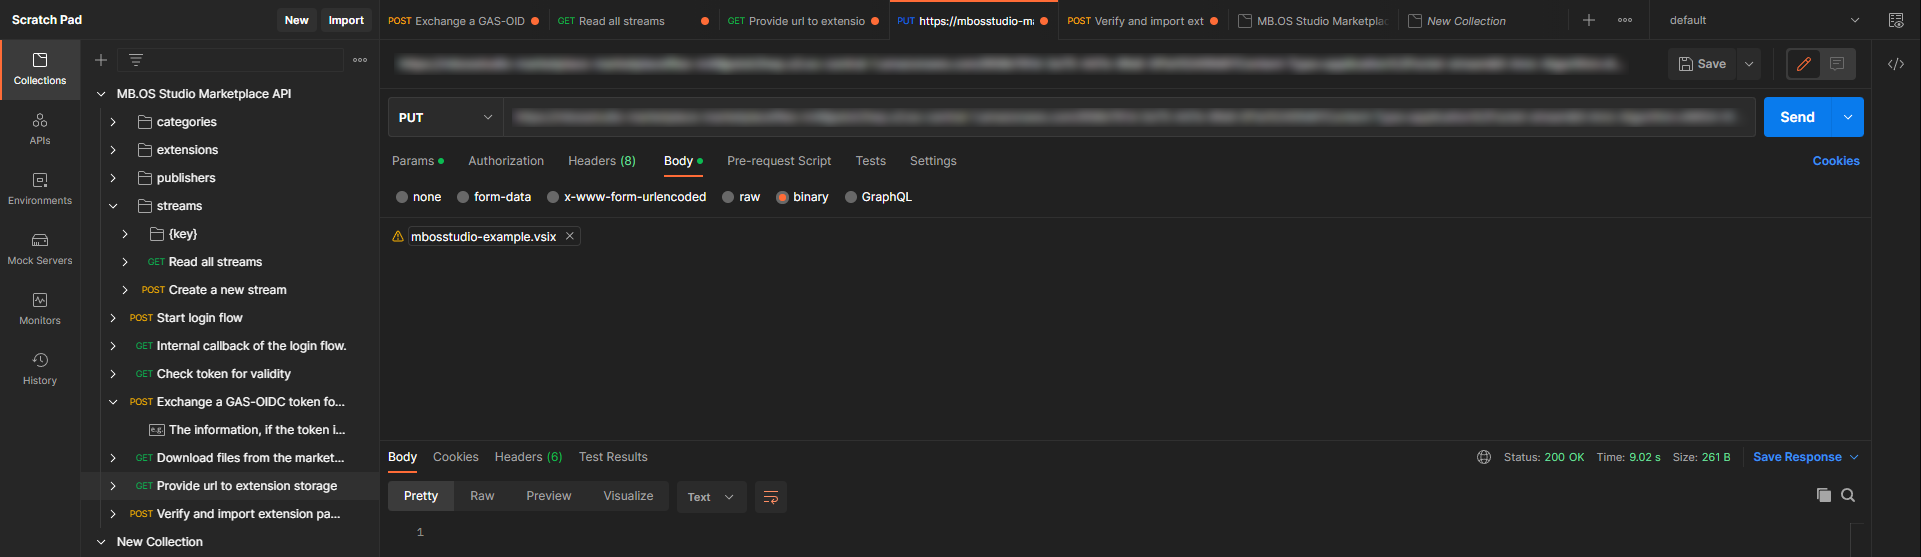 Scratch Pad
New
Import
POST Exchange a GAS-OID
GET Read all streams
GET Provide url to extensio
PUT https://mbosstudio-ma
POST Verify and import ext
MB.OS Studio Marketplac
New Collection
default
Collections
APIs
Environments
Mock Servers
Monitors
History
MB.OS Studio Marketplace API
categories
extensions
publishers
streams
{key}
GET Read all streams
POST Create a new stream
POST Start login flow
GET Internal callback of the login flow.
GET Check token for validity
POST Exchange a GAS-OIDC token fo...
e.g. The information, if the token i...
GET Download files from the market...
GET Provide url to extension storage
POST Verify and import extension pa...
New Collection
Save
PUT
Send
Params
Authorization
Headers (8)
Body
Pre-request Script
Tests
Settings
Cookies
none
form-data
x-www-form-urlencoded
raw
binary
GraphQL
mbosstudio-example.vsix
Body
Cookies
Headers (6)
Test Results
Status: 200 OK
Time: 9.02 s
Size: 261 B
Save Response
Pretty
Raw
Preview
Visualize
Text
1